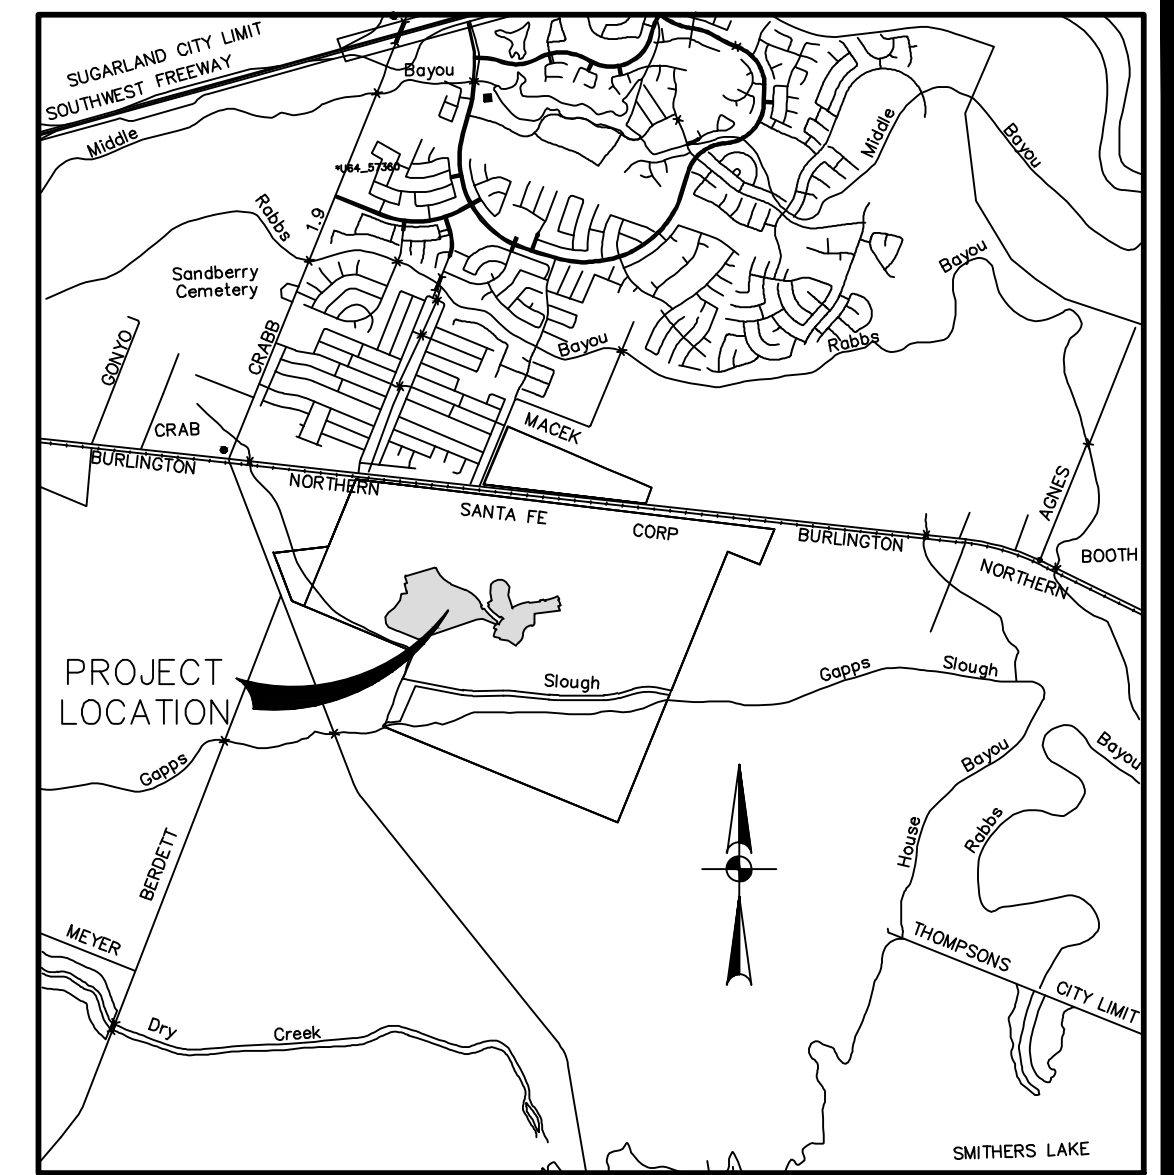 SUGARLAND CITY LIMIT
SOUTHWEST FREEWAY
Bayou
Middle
Middle
Bayou
*U64_57360
Rabbs
1.9
Sandberry
Cemetery
Bayou
GONYO
CRABB
Bayou
Rabbs
CRAB
MACEK
BURLINGTON
NORTHERN
SANTA FE
CORP
BURLINGTON
NORTHERN
AGNES
BOOTH
PROJECT
LOCATION
Slough
Gapps
Slough
Gapps
Bayou
Bayou
Rabbs
House
BERDETT
MEYER
THOMPSONS
CITY LIMIT
Dry
Creek
SMITHERS LAKE